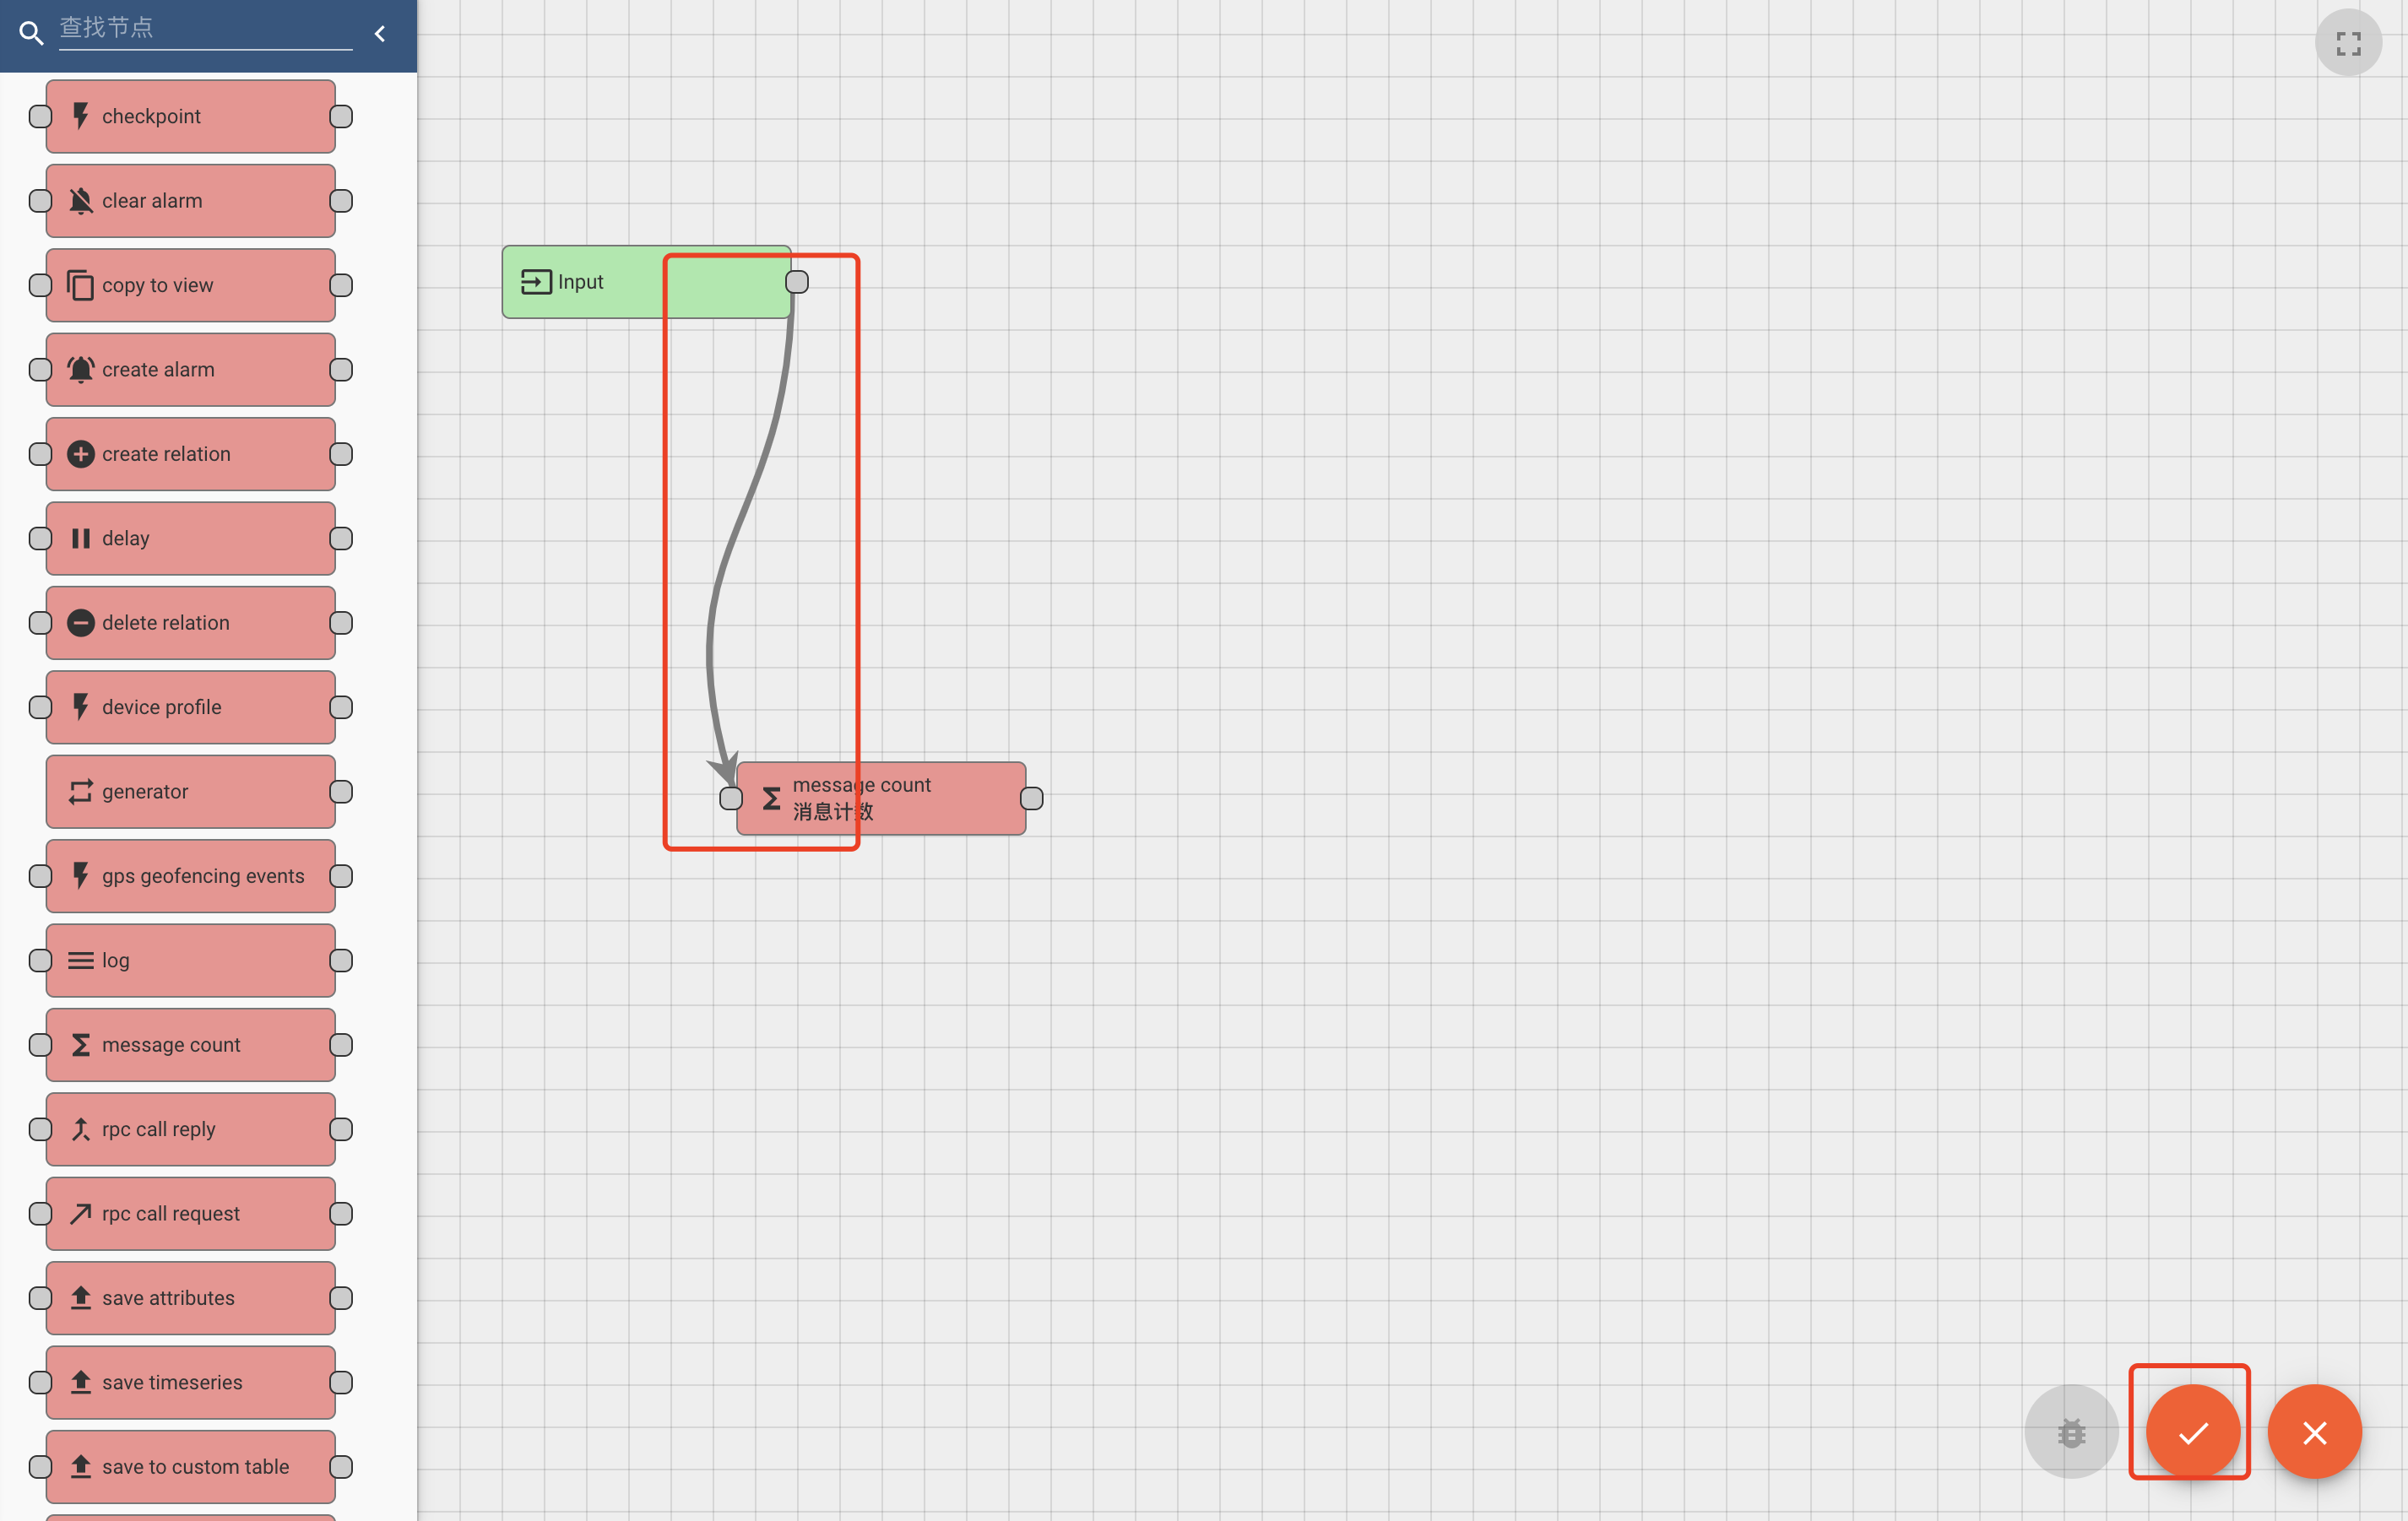 查找节点
checkpoint
clear alarm
copy to view
create alarm
create relation
delay
delete relation
device profile
generator
gps geofencing events
log
message count
rpc call reply
rpc call request
save attributes
save timeseries
save to custom table
Input
message count
消息计数